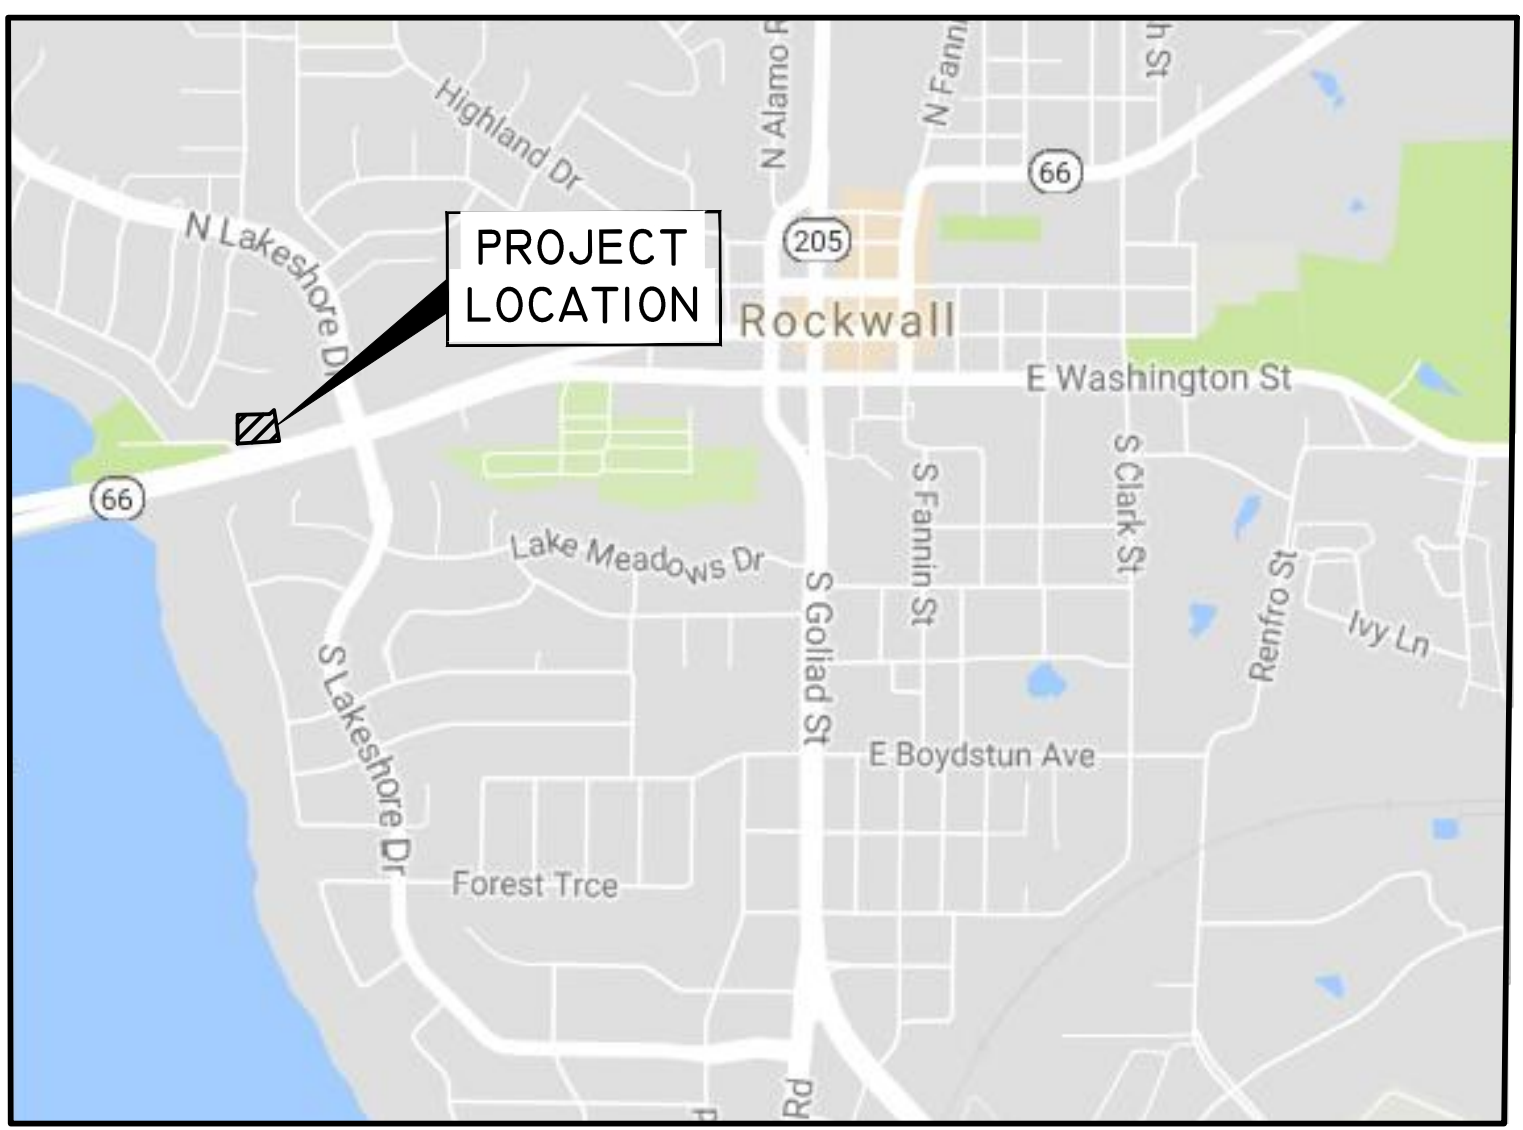 N Alamo R
N Fann
h St
Highland Dr
66
N Lakeshore Dr
PROJECT
LOCATION
205
Rockwall
E Washington St
66
S Clark St
S Fannin St
Lake Meadows Dr
S Goliad St
Renfro St
Ivy Ln
S Lakeshore Dr
E Boydstun Ave
Forest Trce
Rd